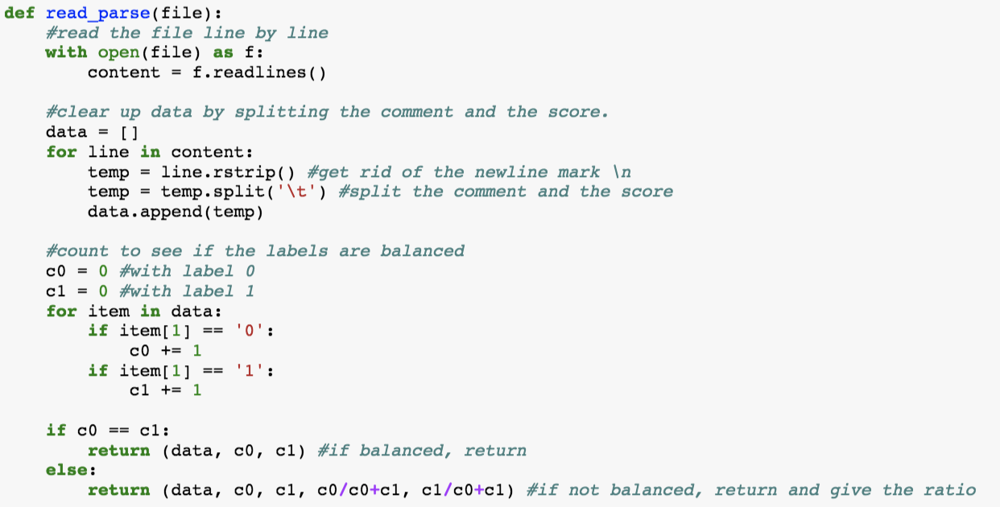 def read_parse(file):
    #read the file line by line
    with open(file) as f:
        content = f.readlines()

    #clear up data by splitting the comment and the score.
    data = []
    for line in content:
        temp = line.rstrip() #get rid of the newline mark \n
        temp = temp.split('\t') #split the comment and the score
        data.append(temp)

    #count to see if the labels are balanced
    c0 = 0 #with label 0
    c1 = 0 #with label 1
    for item in data:
        if item[1] == '0':
            c0 += 1
        if item[1] == '1':
            c1 += 1

    if c0 == c1:
        return (data, c0, c1) #if balanced, return
    else:
        return (data, c0, c1, c0/c0+c1, c1/c0+c1) #if not balanced, return and give the ratio